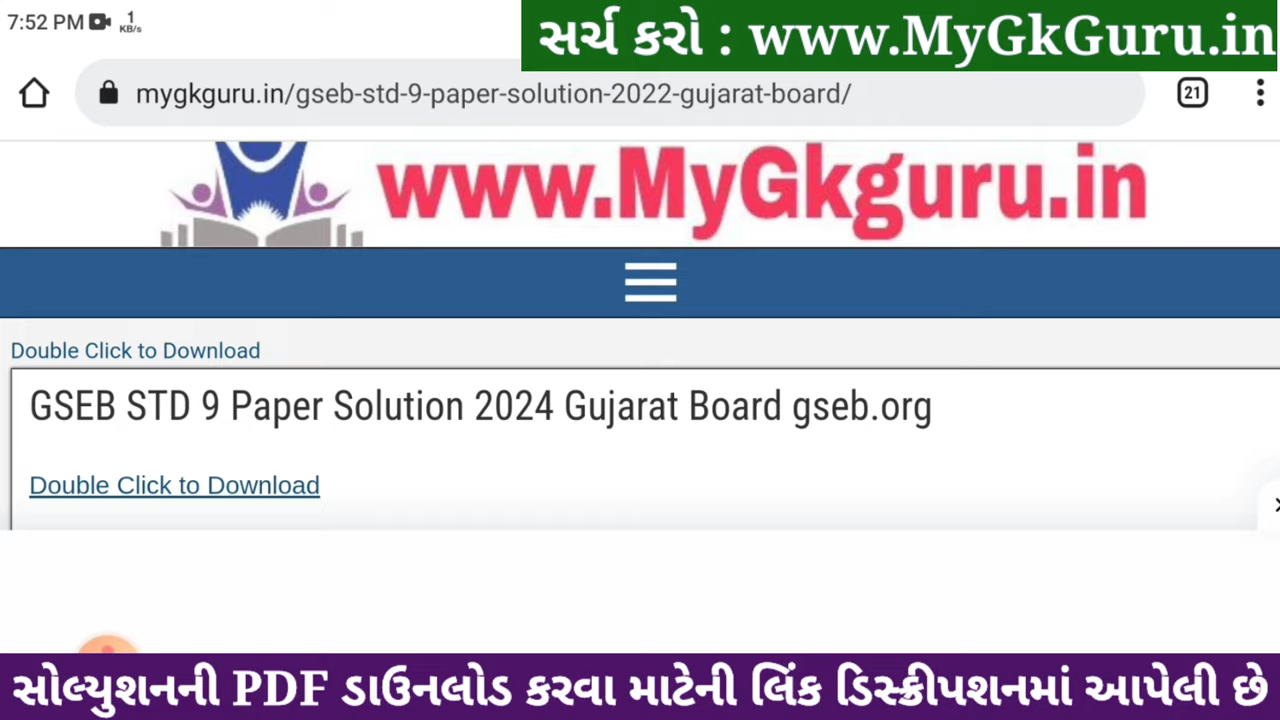 7:52 PM 1 KB/s
સર્ચ કરો : www.MyGkGuru.in
mygkguru.in/gseb-std-9-paper-solution-2022-gujarat-board/
21
www.MyGkguru.in
Double Click to Download
GSEB STD 9 Paper Solution 2024 Gujarat Board gseb.org
Double Click to Download
સોલ્યુશનની PDF ડાઉનલોડ કરવા માટેની લિંક ડિસ્ક્રીપશનમાં આપેલી છે